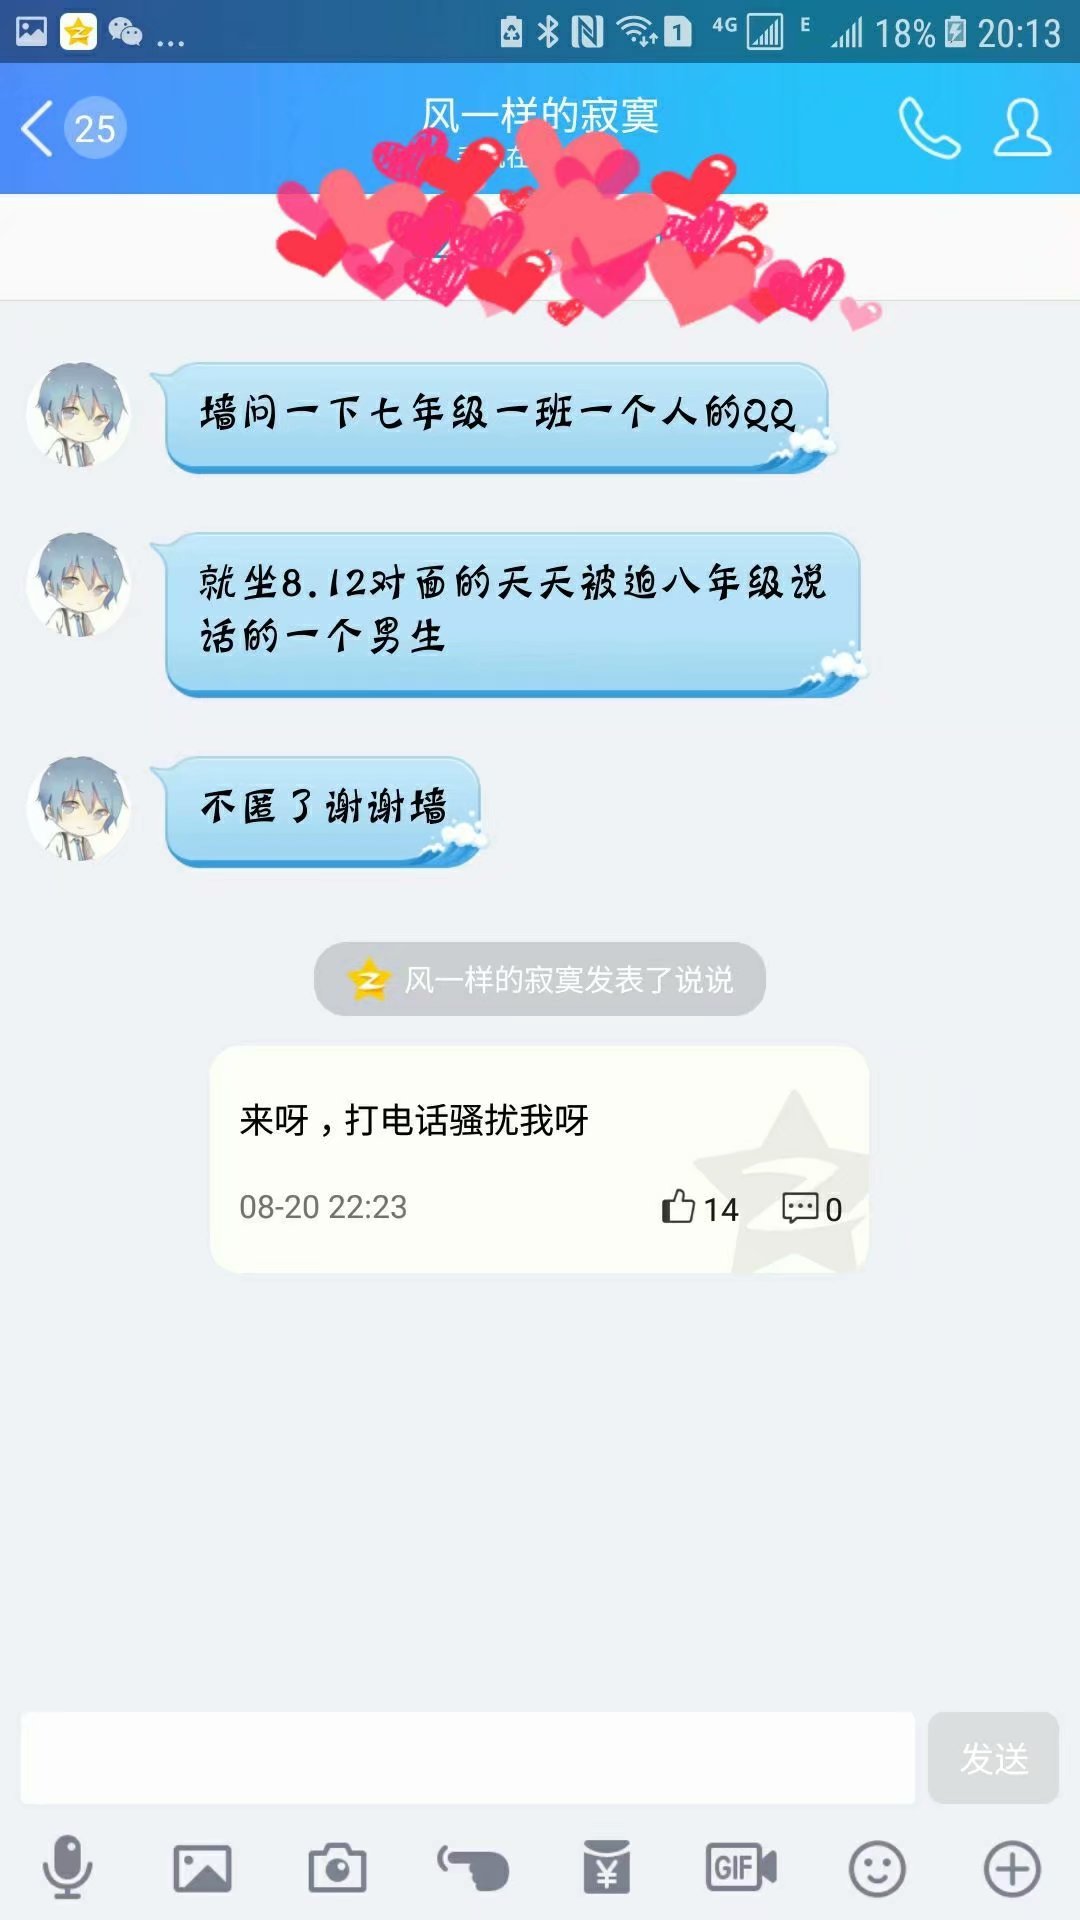 4G E 18% 20:13
25
风一样的寂寞
墙问一下七年级一班一个人的QQ
就坐8.12对面的天天被迫八年级说
话的一个男生
不匿了谢谢墙
风一样的寂寞发表了说说
来呀，打电话骚扰我呀
08-20 22:23
14
0
发送
GIF